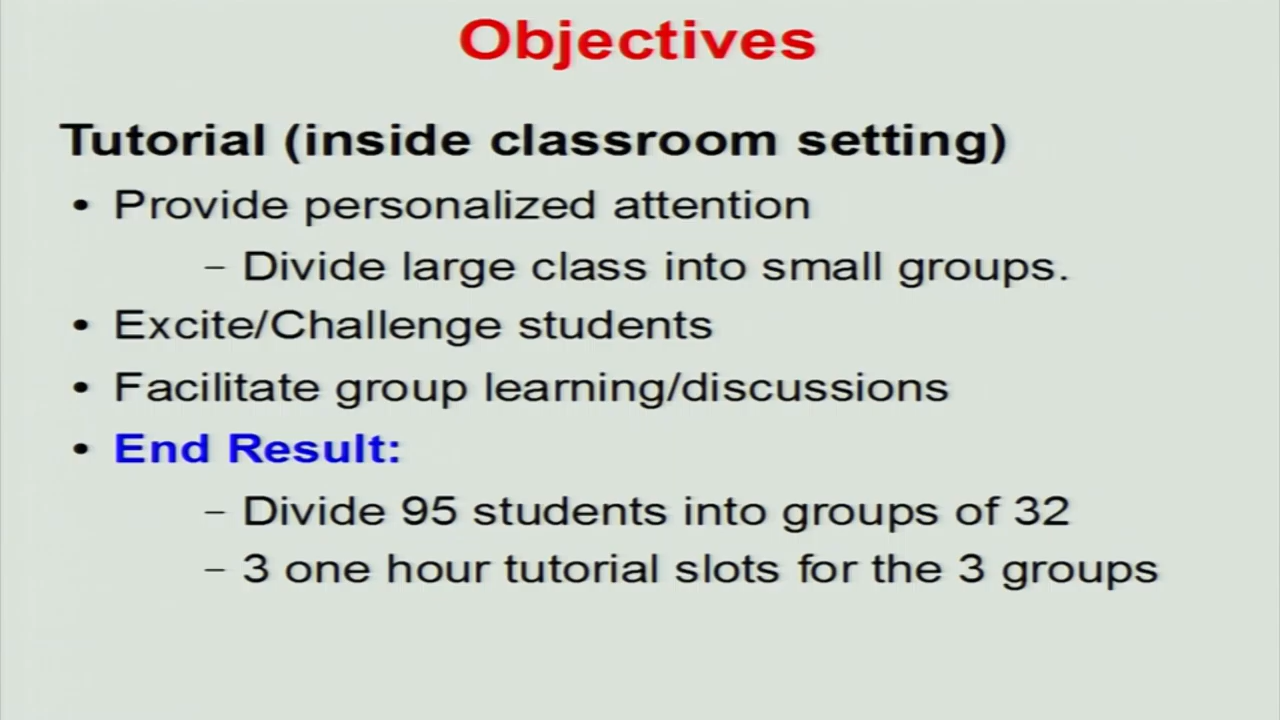 Objectives
Tutorial (inside classroom setting)
• Provide personalized attention
– Divide large class into small groups.
• Excite/Challenge students
• Facilitate group learning/discussions
• End Result:
– Divide 95 students into groups of 32
– 3 one hour tutorial slots for the 3 groups